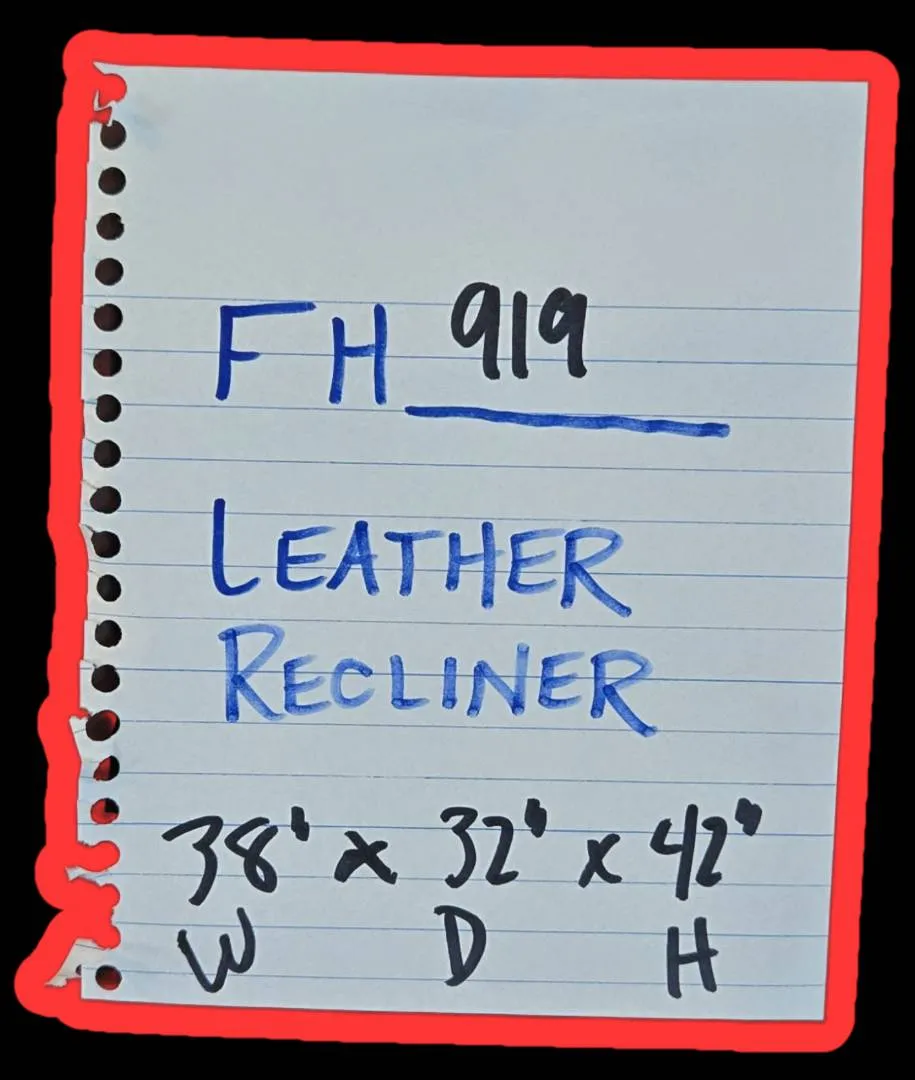 FH 919
LEATHER
RECLINER
38" x 32" x 42"
W D H